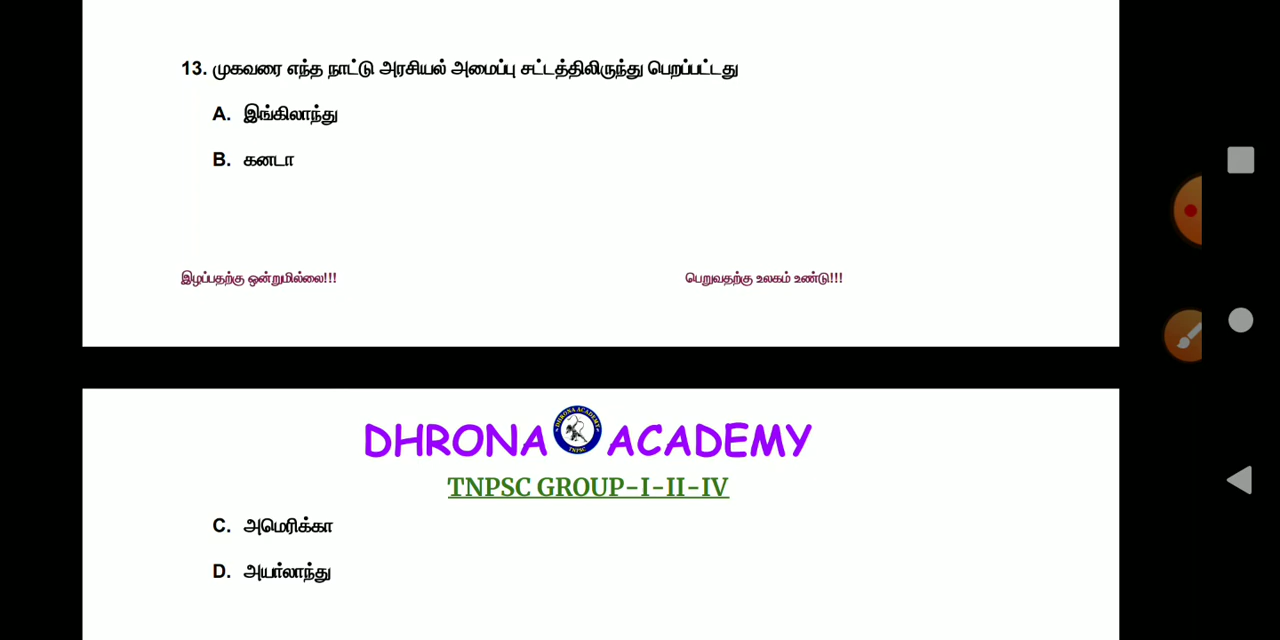 13. முகவரை எந்த நாட்டு அரசியல் அமைப்பு சட்டத்திலிருந்து பெறப்பட்டது
A. இங்கிலாந்து
B. கனடா
இழப்பதற்கு ஒன்றுமில்லை!!! பெறுவதற்கு உலகம் உண்டு!!!
DHRONA ACADEMY
TNPSC GROUP-I-II-IV
C. அமெரிக்கா
D. அயர்லாந்து